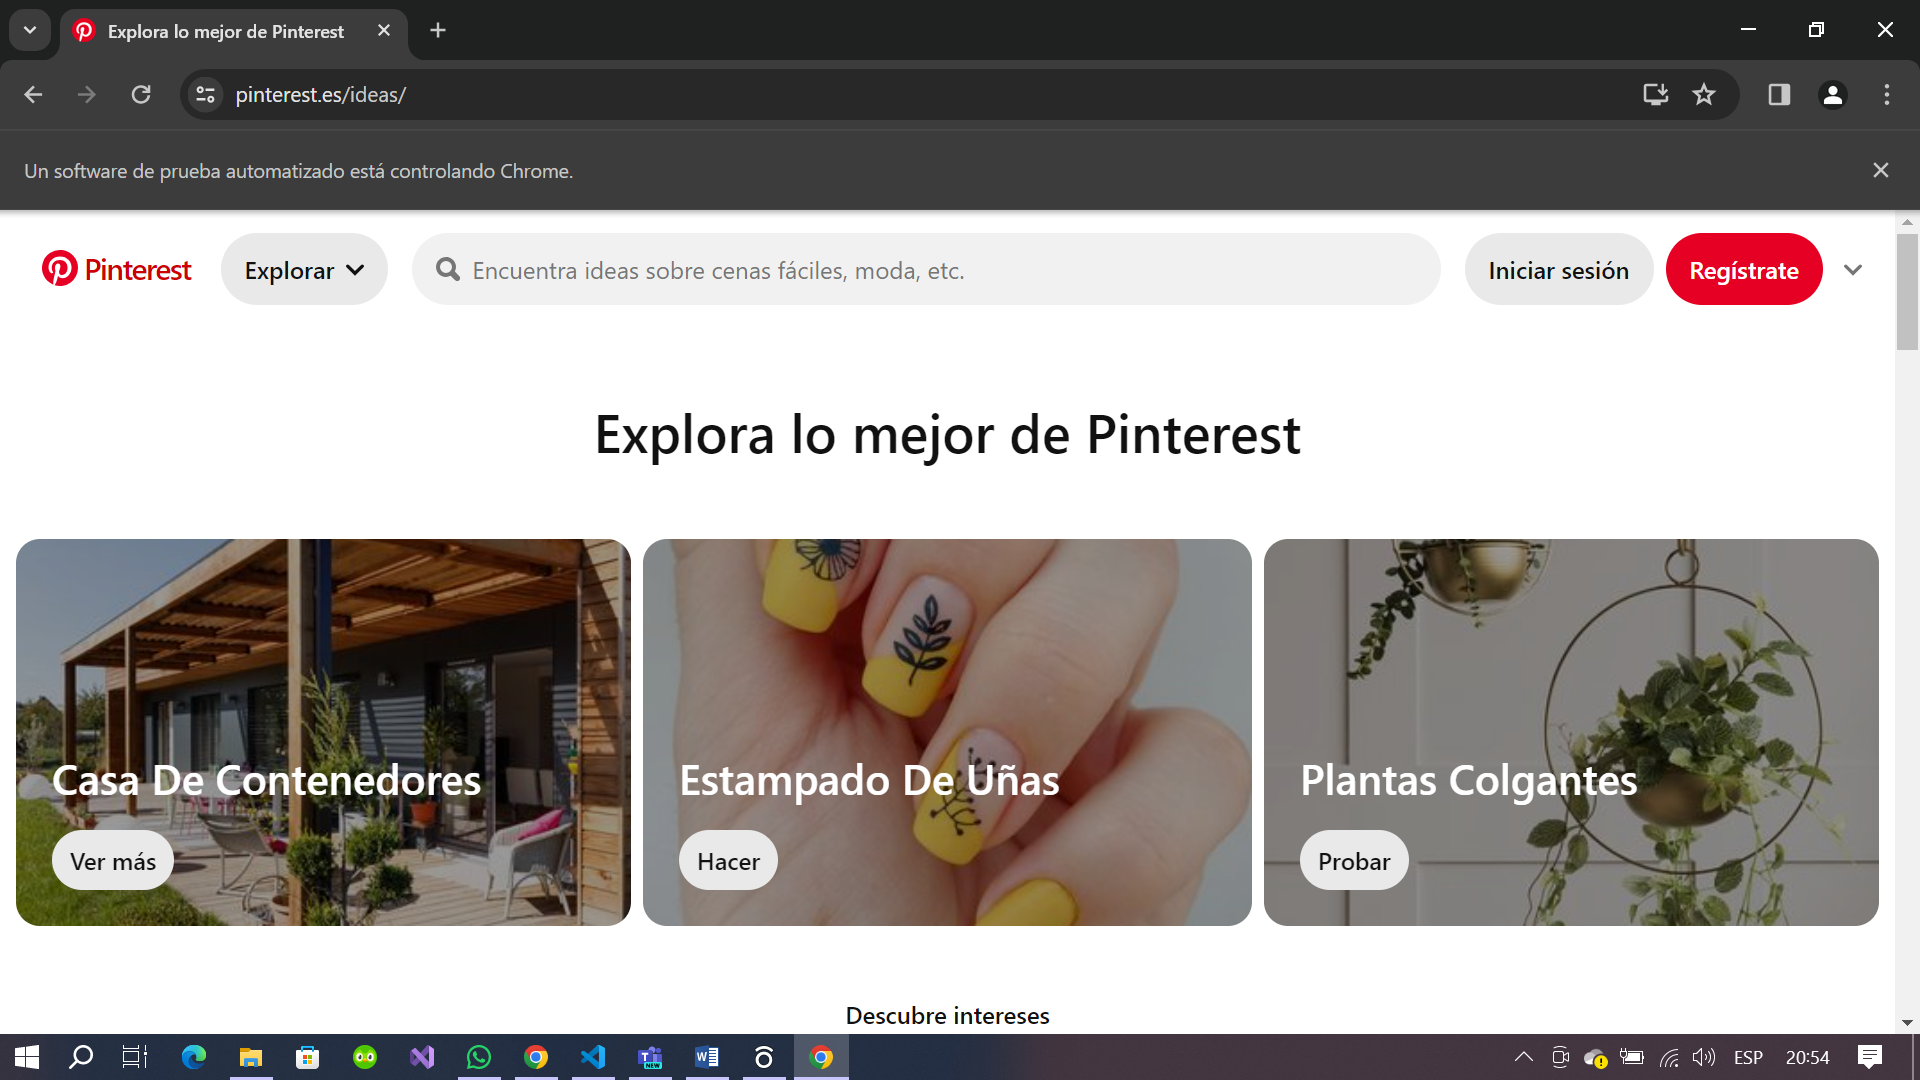 Explora lo mejor de Pinterest
pinterest.es/ideas/
Un software de prueba automatizado está controlando Chrome.
Pinterest
Explorar
Encuentra ideas sobre cenas fáciles, moda, etc.
Iniciar sesión
Regístrate
Explora lo mejor de Pinterest
Casa De Contenedores
Ver más
Estampado De Uñas
Hacer
Plantas Colgantes
Probar
Descubre intereses
NEW
ESP
20:54